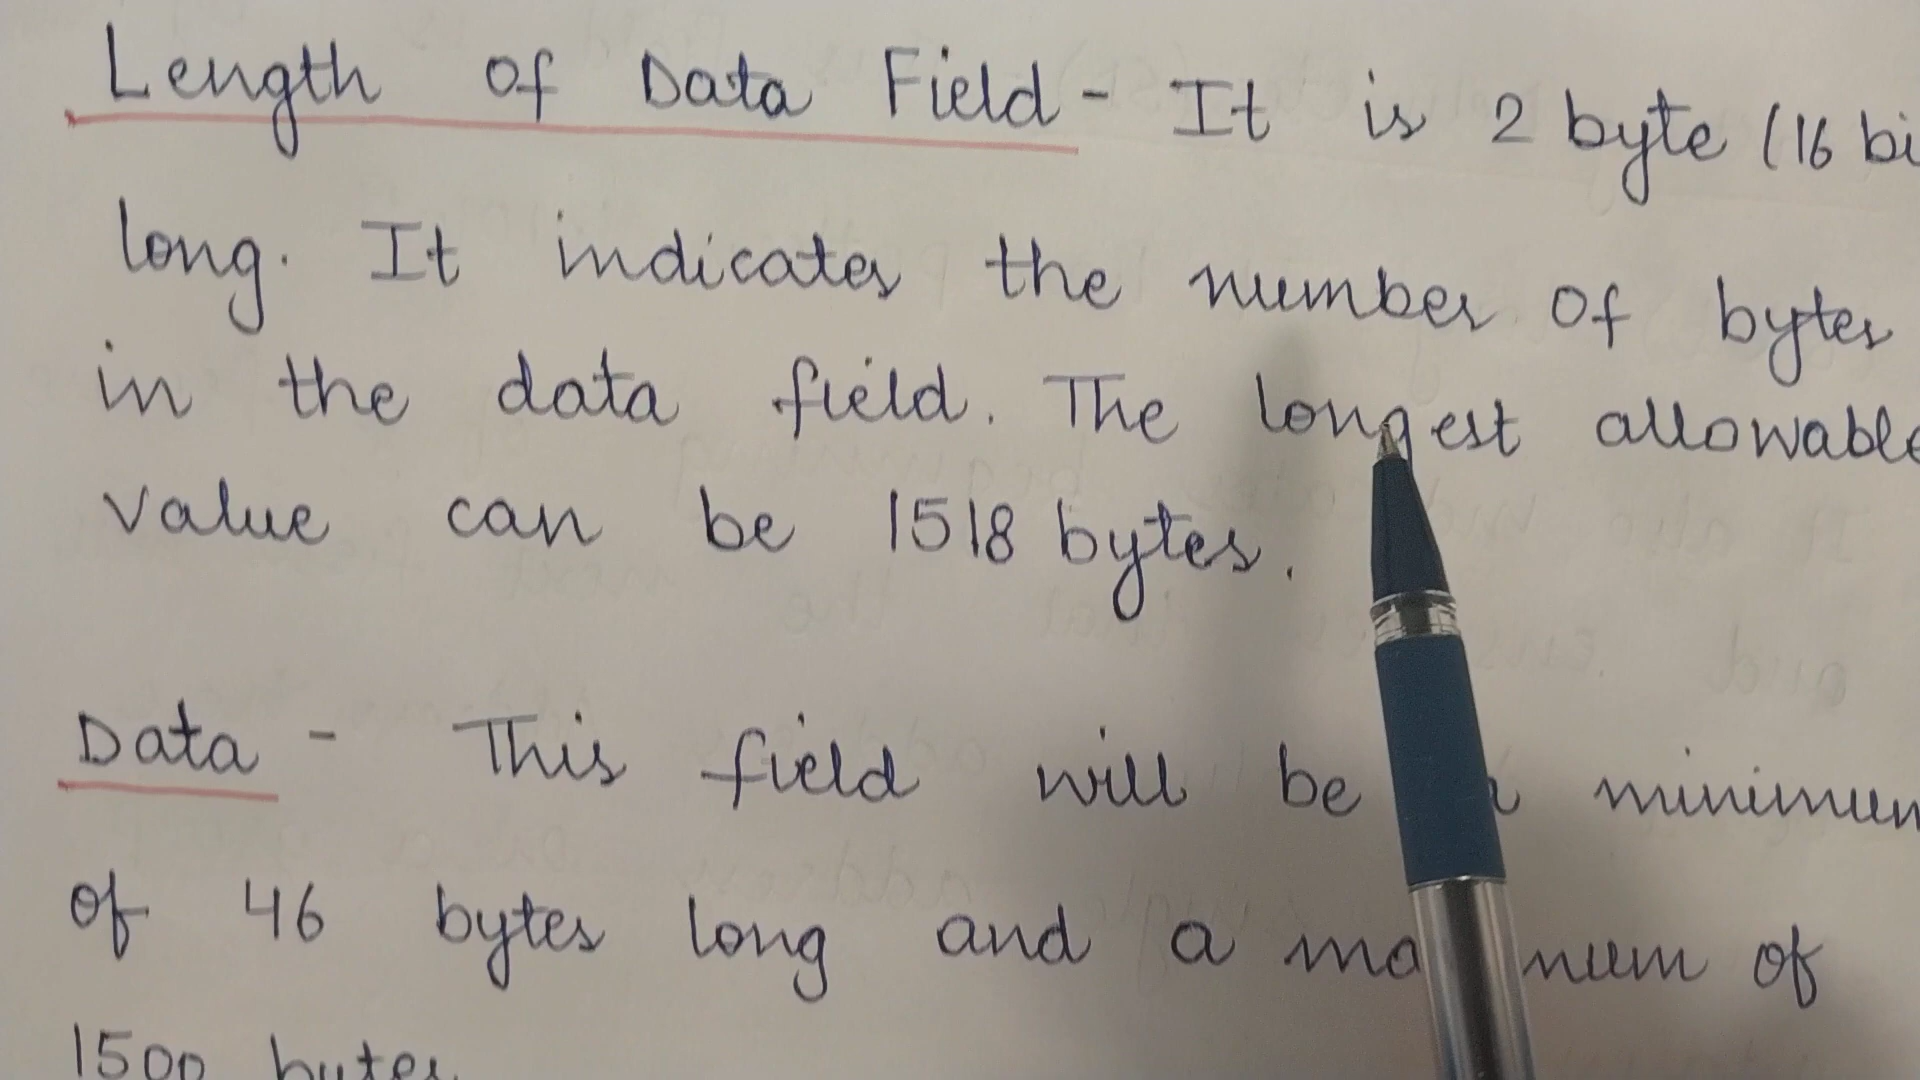 Length of Data Field - It is 2 byte (16 bi
long. It indicates the number of bytes
in the data field. The longest allowable
value can be 1518 bytes.
Data - This field will be a minimum
of 46 bytes long and a maximum of
1500 bytes